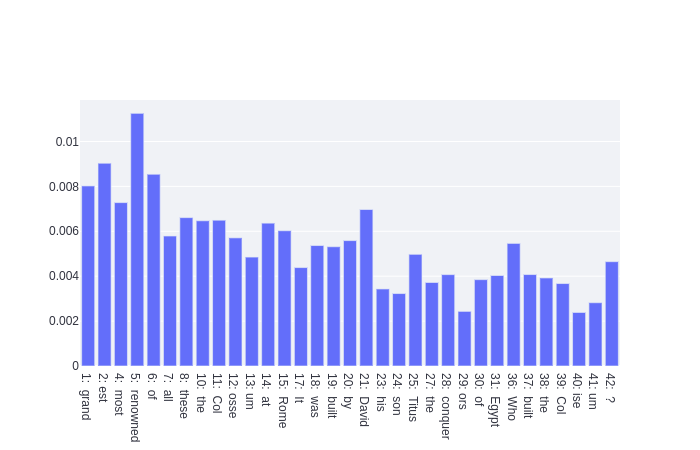 0.01
0.008
0.006
0.004
0.002
0
1: grand
2: est
4: most
5: renowned
6: of
7: all
8: these
10: the
11: Col
12: osse
13: um
14: at
15: Rome
17: It
18: was
19: built
20: by
21: David
23: his
24: son
25: Titus
27: the
28: conquer
29: ors
30: of
31: Egypt
36: Who
37: built
38: the
39: Col
40: ise
41: um
42: ?